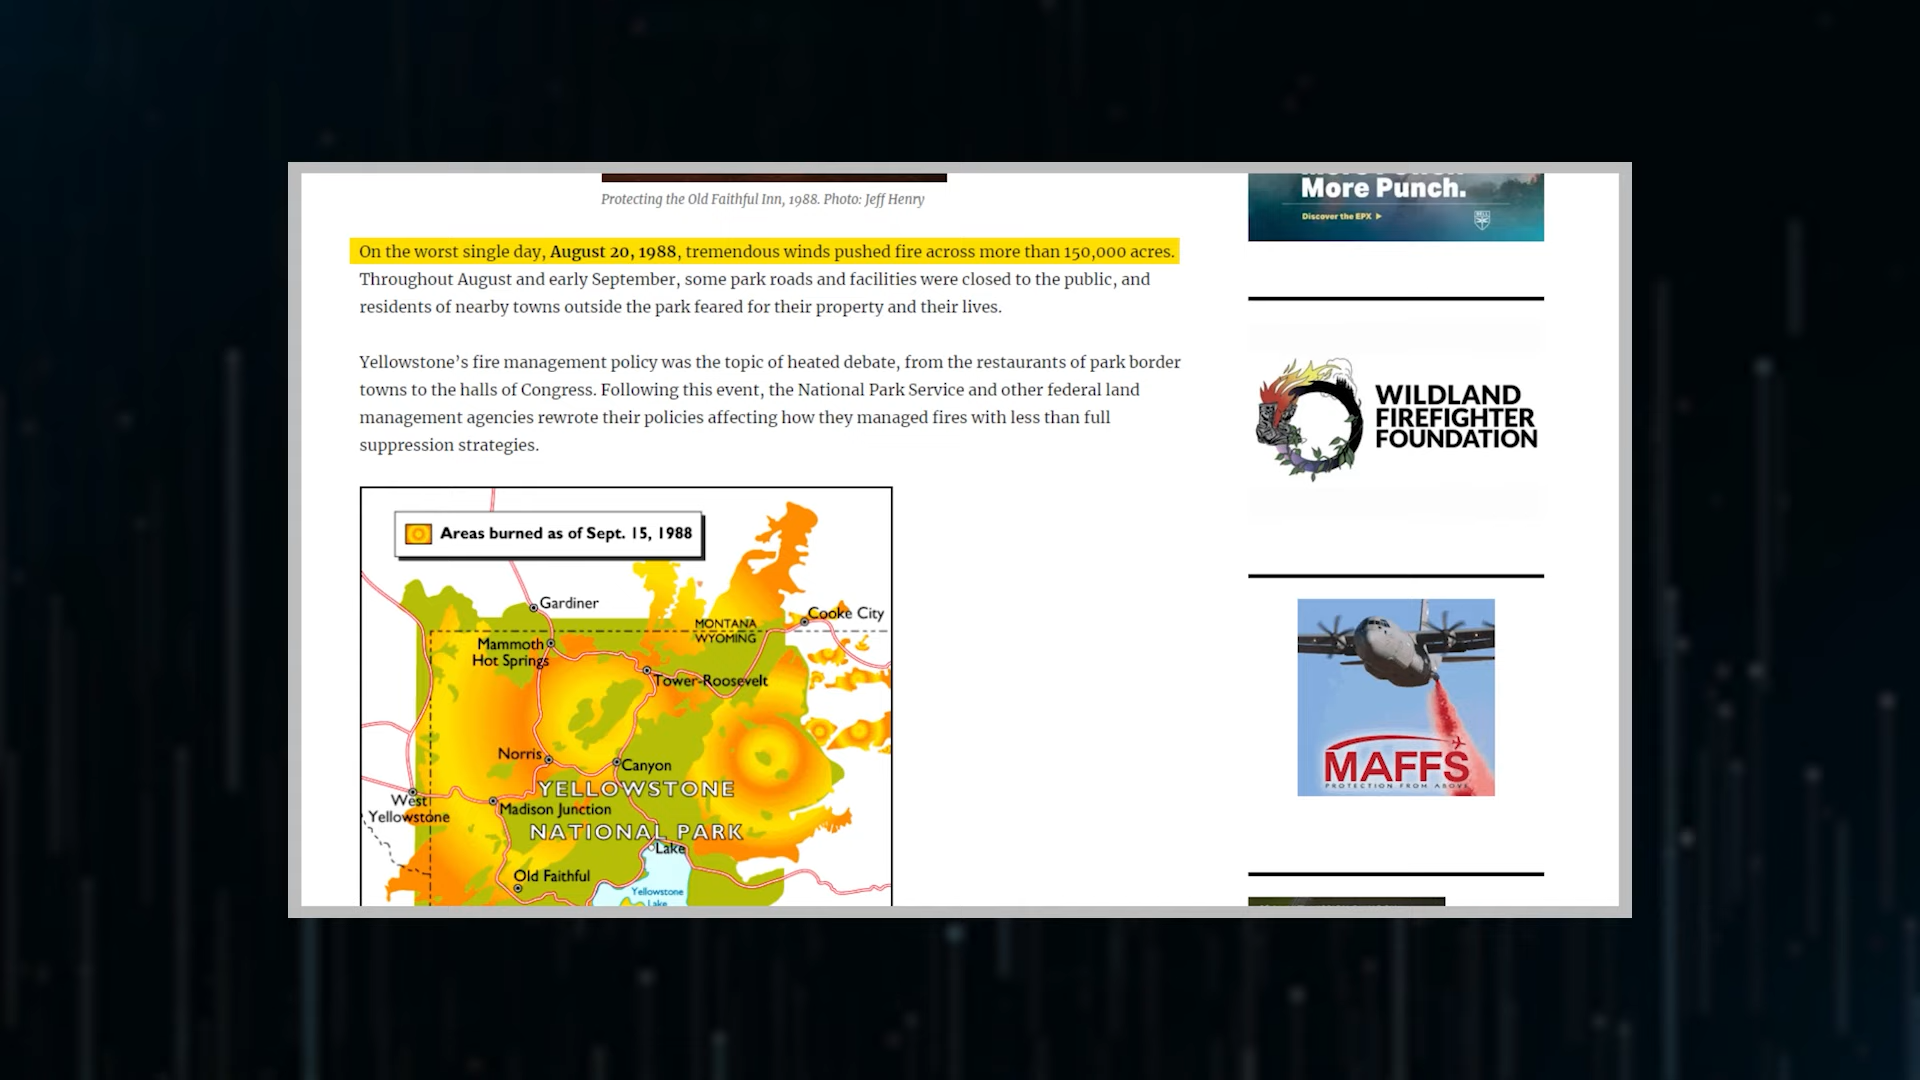 Protecting the Old Faithful Inn, 1988. Photo: Jeff Henry
On the worst single day, August 20, 1988, tremendous winds pushed fire across more than 150,000 acres.
Throughout August and early September, some park roads and facilities were closed to the public, and
residents of nearby towns outside the park feared for their property and their lives.
Yellowstone’s fire management policy was the topic of heated debate, from the restaurants of park border
towns to the halls of Congress. Following this event, the National Park Service and other federal land
management agencies rewrote their policies affecting how they managed fires with less than full
suppression strategies.
Areas burned as of Sept. 15, 1988
Gardiner
Cooke City
MONTANA
WYOMING
Mammoth
Hot Springs
Tower-Roosevelt
Norris
Canyon
YELLOWSTONE
West
Yellowstone
Madison Junction
NATIONAL PARK
Lake
Old Faithful
Yellowstone
Lake
More Punch.
Discover the EPX
BELL
WILDLAND
FIREFIGHTER
FOUNDATION
MAFFS
PROTECTION FROM ABOVE